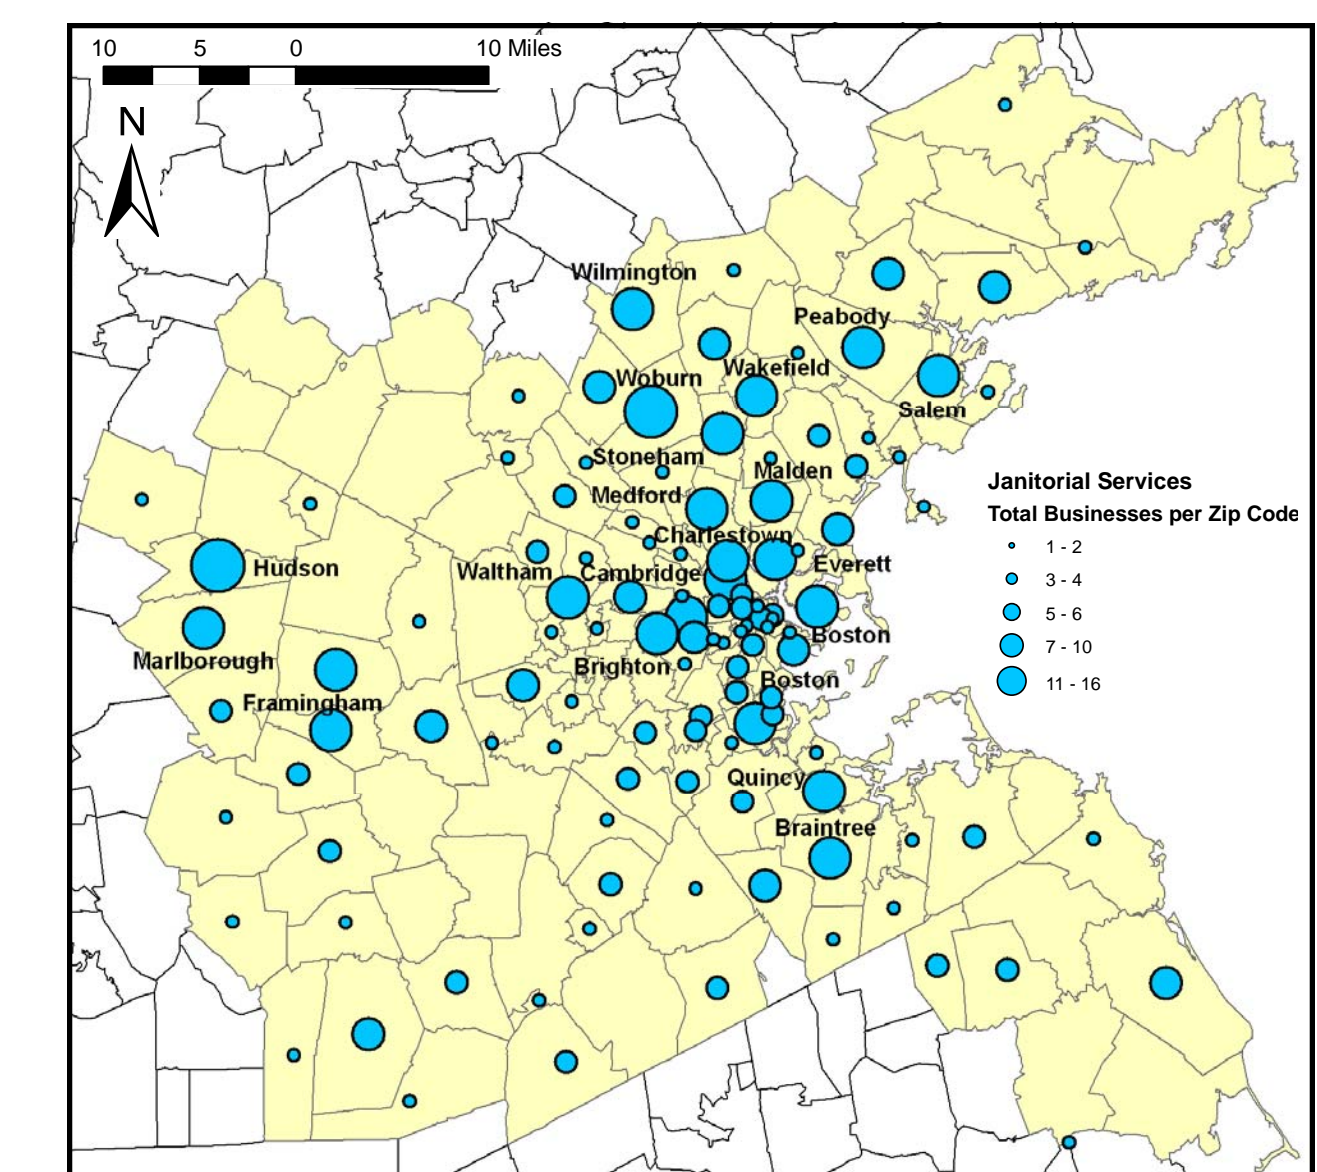 10 5 0 10 Miles
N
Wilmington
Peabody
Woburn
Wakefield
Salem
Stoneham
Malden
Medford
Charlestown
Everett
Hudson
Waltham
Cambridge
Boston
Marlborough
Brighton
Boston
Framingham
Quincy
Braintree
Janitorial Services
Total Businesses per Zip Code
1 - 2
3 - 4
5 - 6
7 - 10
11 - 16